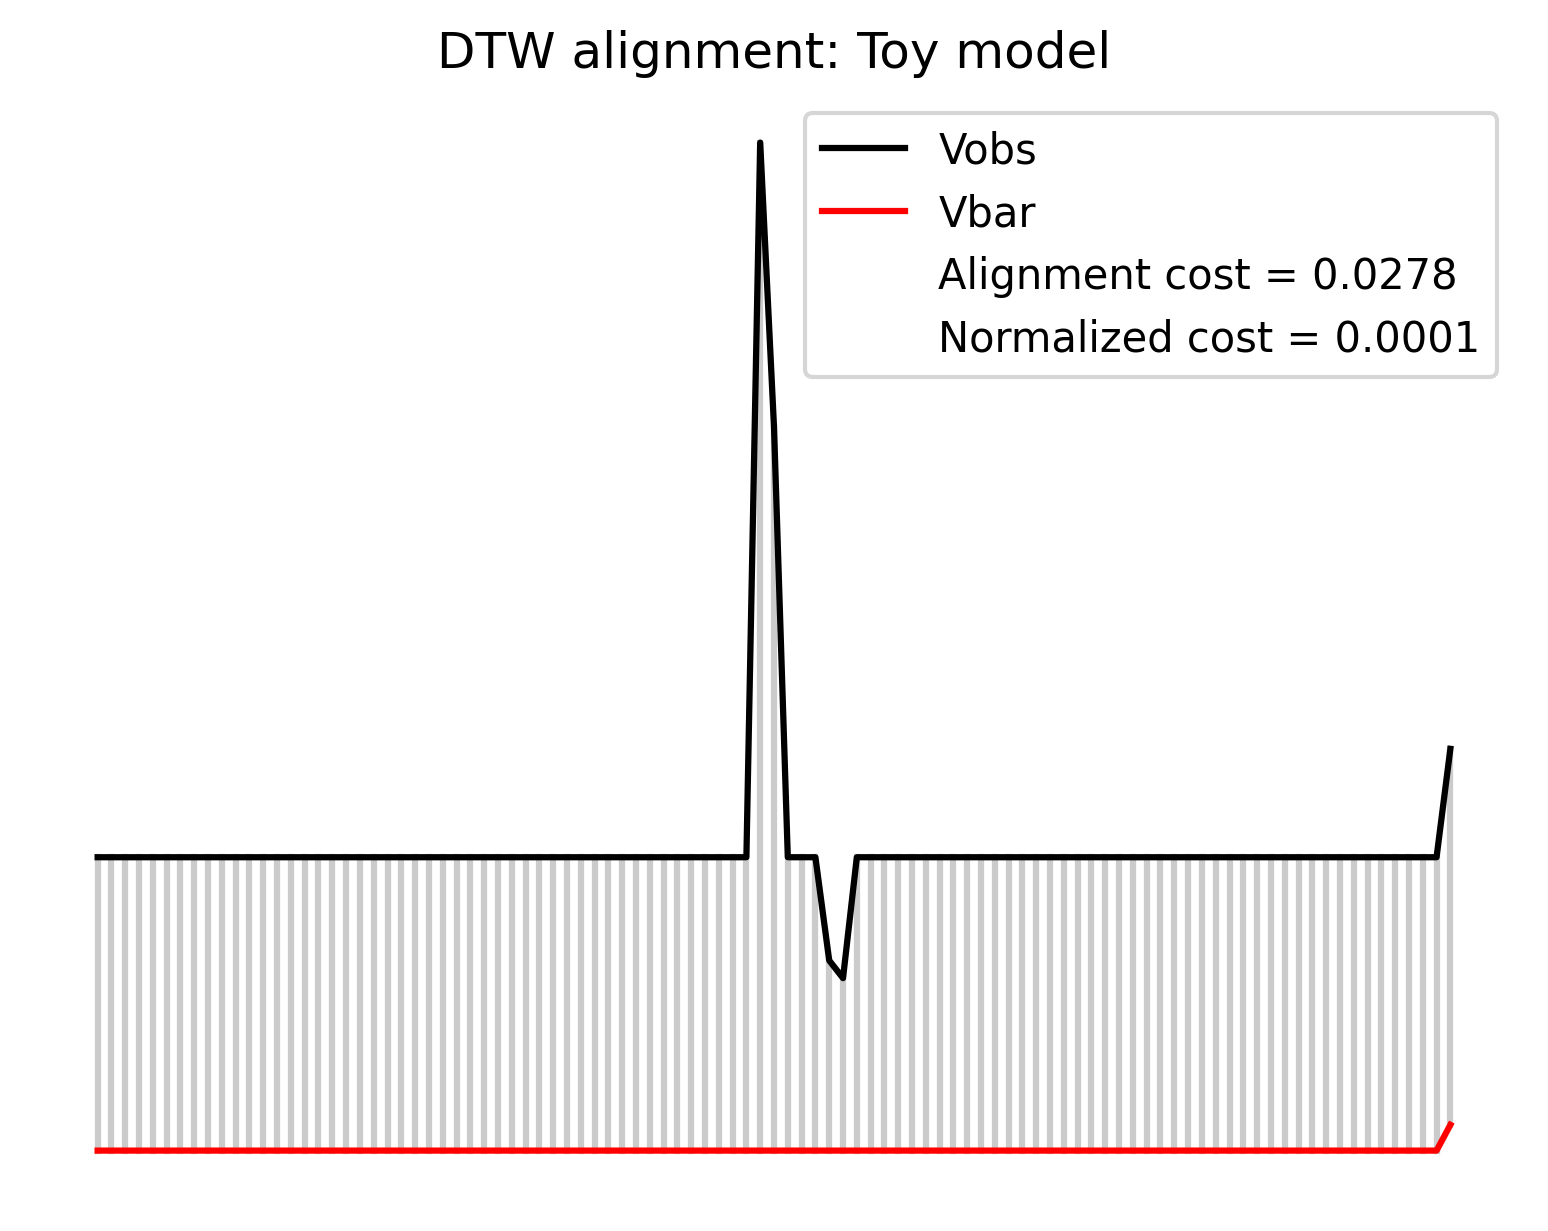 DTW alignment: Toy model
Vobs
Vbar
Alignment cost = 0.0278
Normalized cost = 0.0001